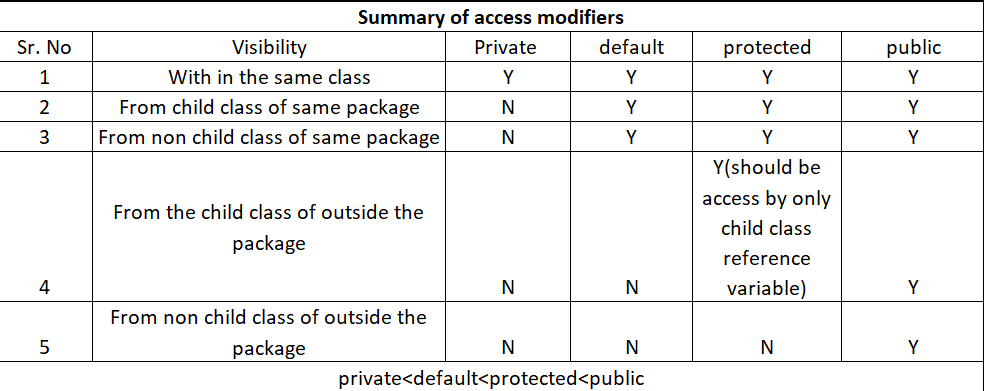 Summary of access modifiers
Sr. No Visibility Private default protected public
1 With in the same class Y Y Y Y
2 From child class of same package N Y Y Y
3 From non child class of same package N Y Y Y
4 From the child class of outside the
package N N Y(should be
access by only
child class
reference
variable) Y
5 From non child class of outside the
package N N N Y
private<default<protected<public